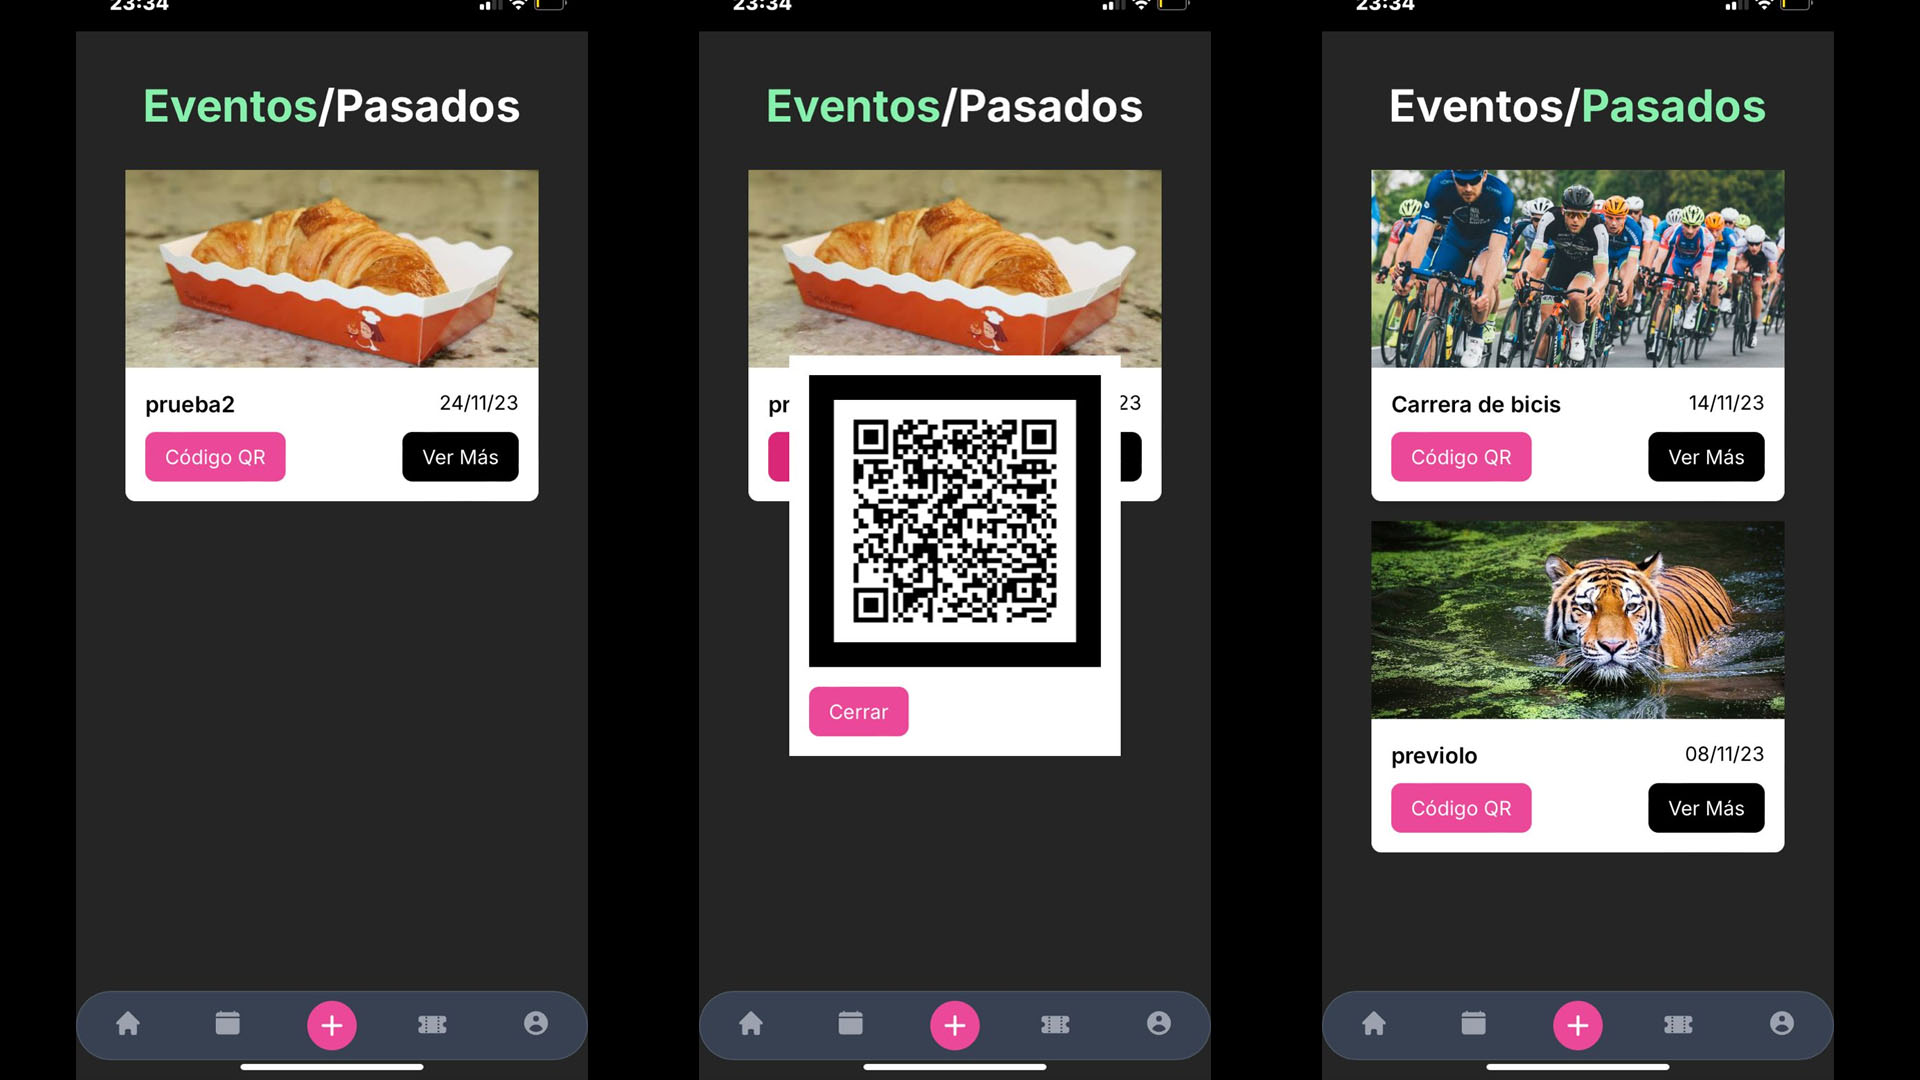 23:34
Eventos/Pasados
prueba2 24/11/23
Código QR Ver Más
23:34
Eventos/Pasados
pr 23
Cerrar
23:34
Eventos/Pasados
Carrera de bicis 14/11/23
Código QR Ver Más
previolo 08/11/23
Código QR Ver Más